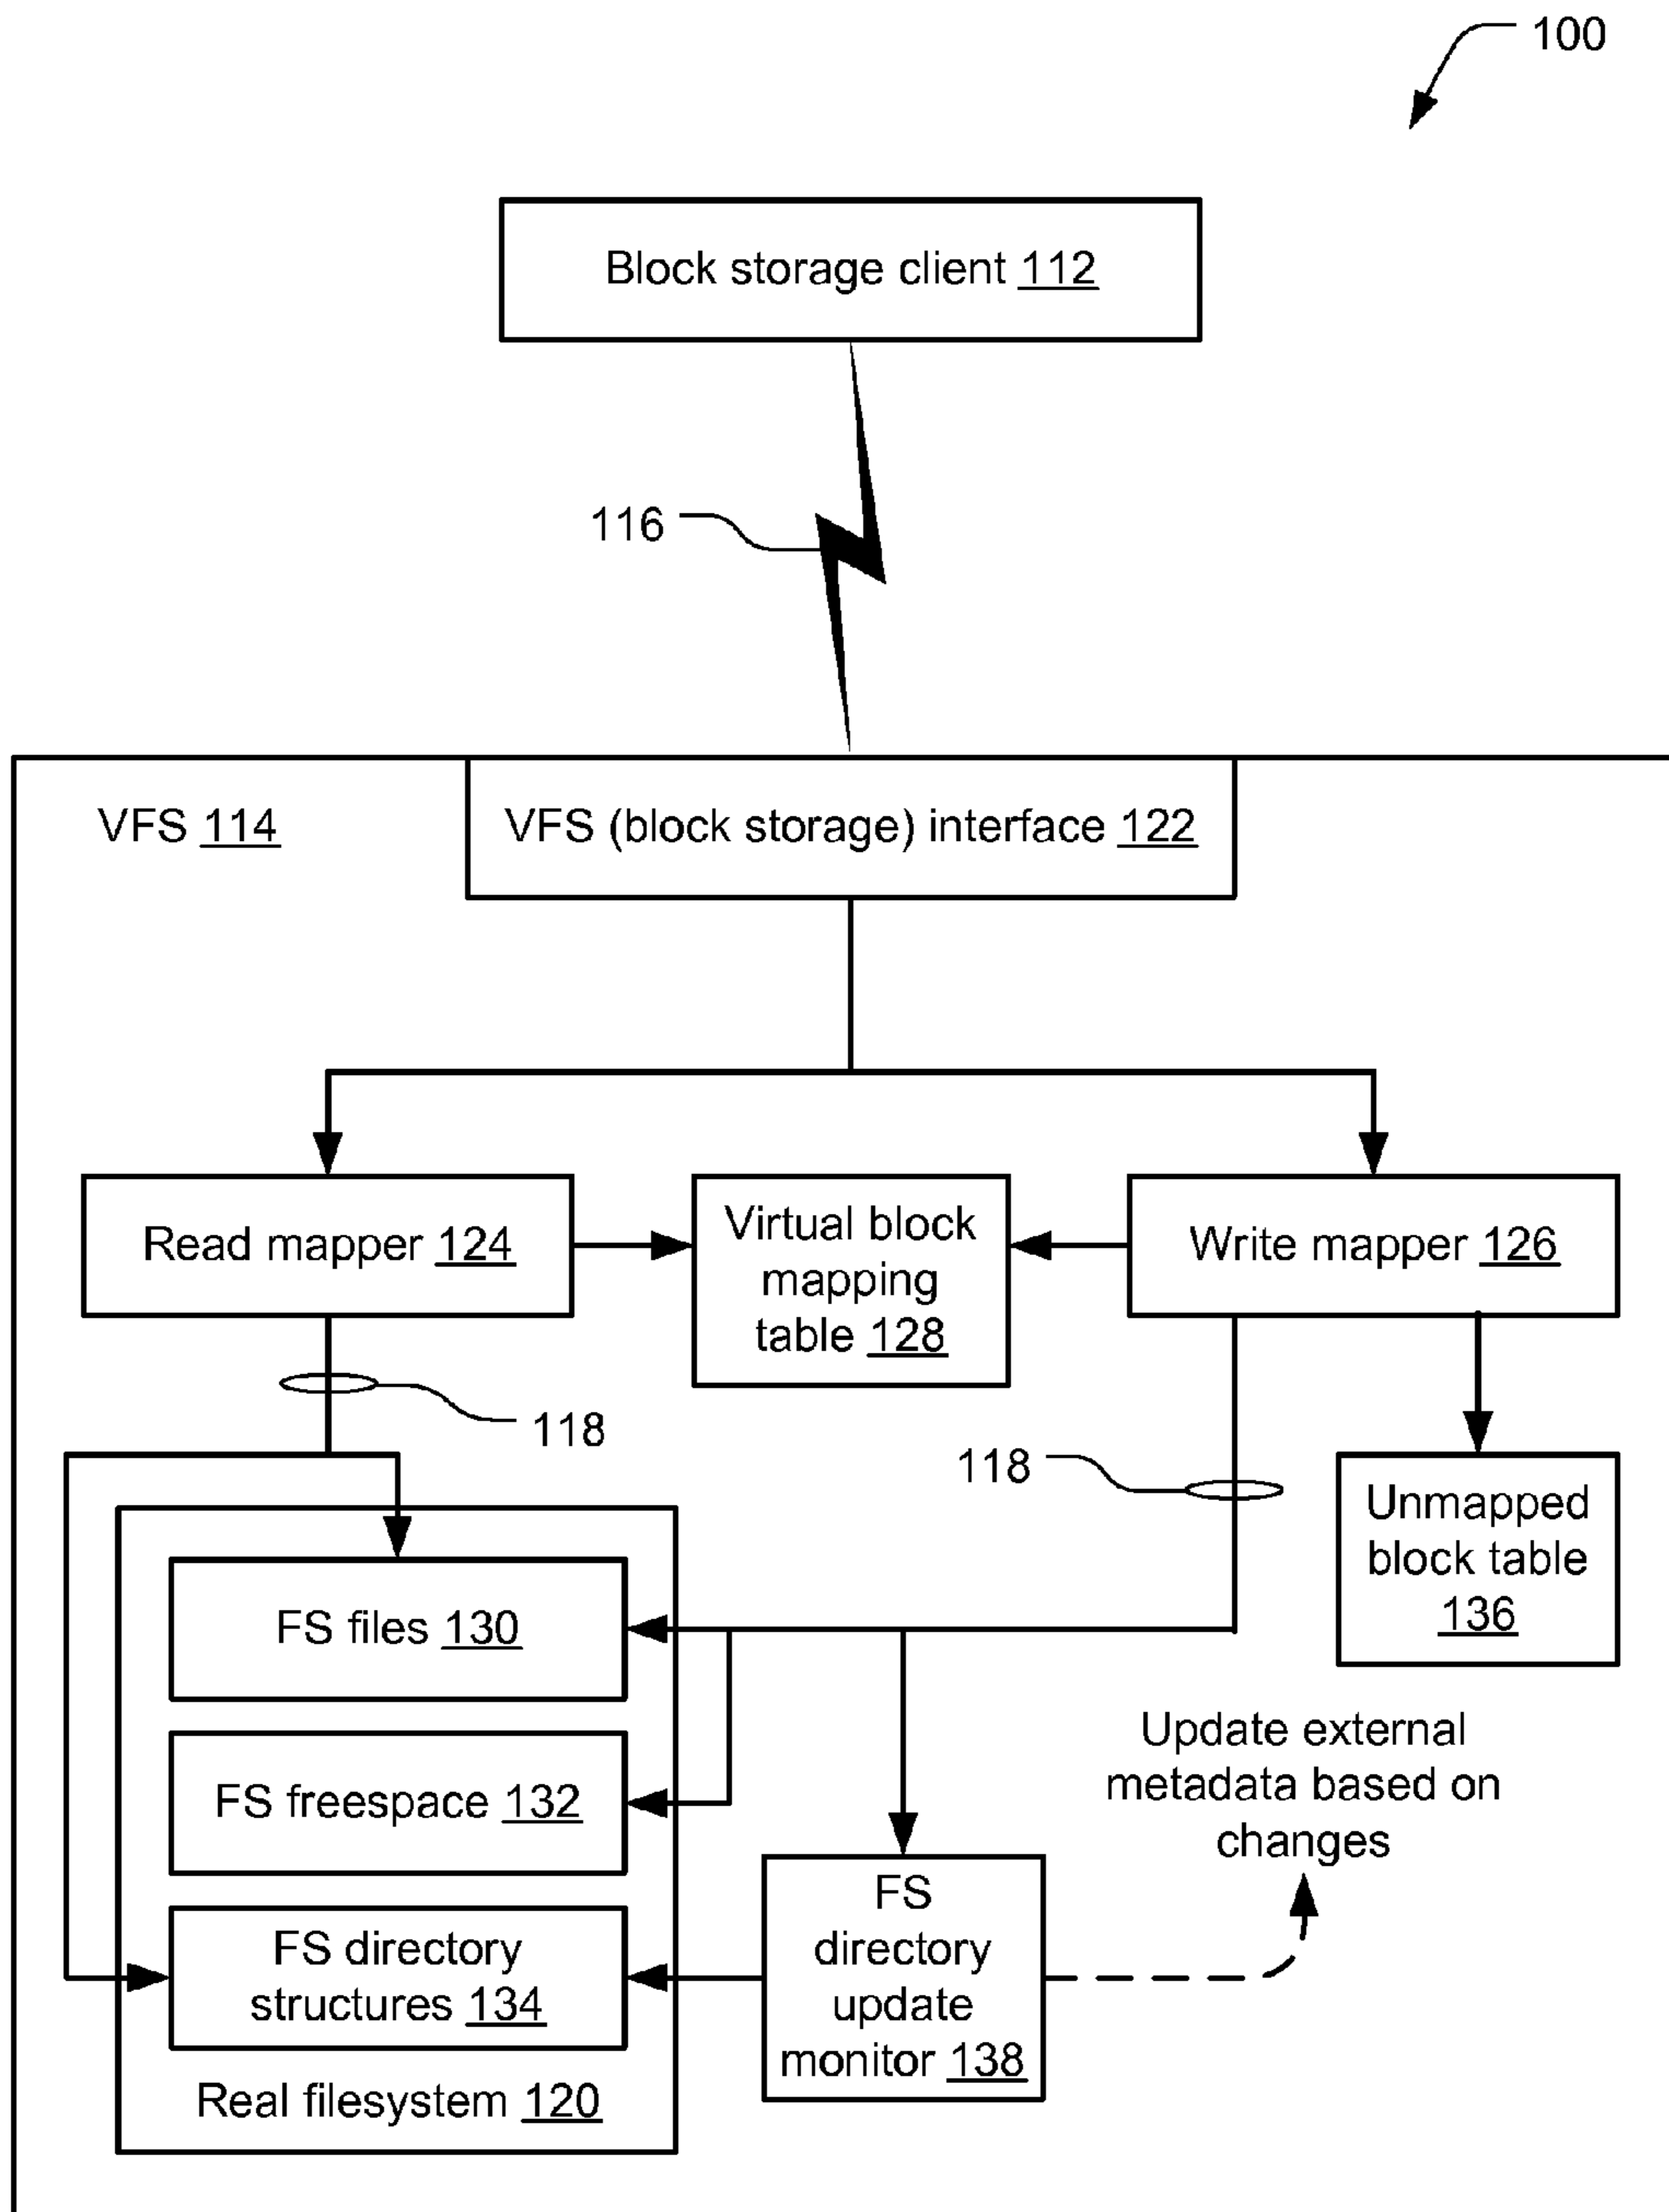 100
Block storage client 112
116
VFS 114
VFS (block storage) interface 122
Read mapper 124
Virtual block
mapping
table 128
Write mapper 126
118
118
Unmapped
block table
136
FS files 130
FS freespace 132
FS directory
structures 134
Real filesystem 120
FS
directory
update
monitor 138
Update external
metadata based on
changes